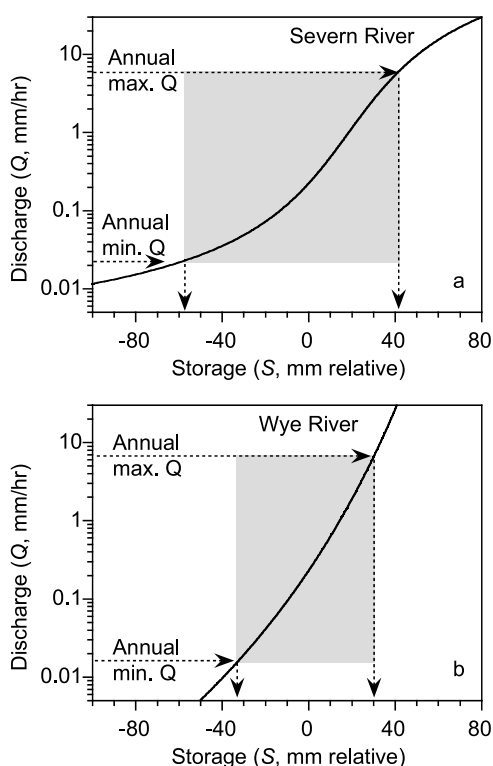 Severn River
Annual
max. Q
Annual
min. Q
a
10
1
0.1
0.01
Discharge (Q, mm/hr)
-80 -40 0 40 80
Storage (S, mm relative)
Wye River
Annual
max. Q
Annual
min. Q
b
10
1
0.1
0.01
Discharge (Q, mm/hr)
-80 -40 0 40 80
Storage (S, mm relative)